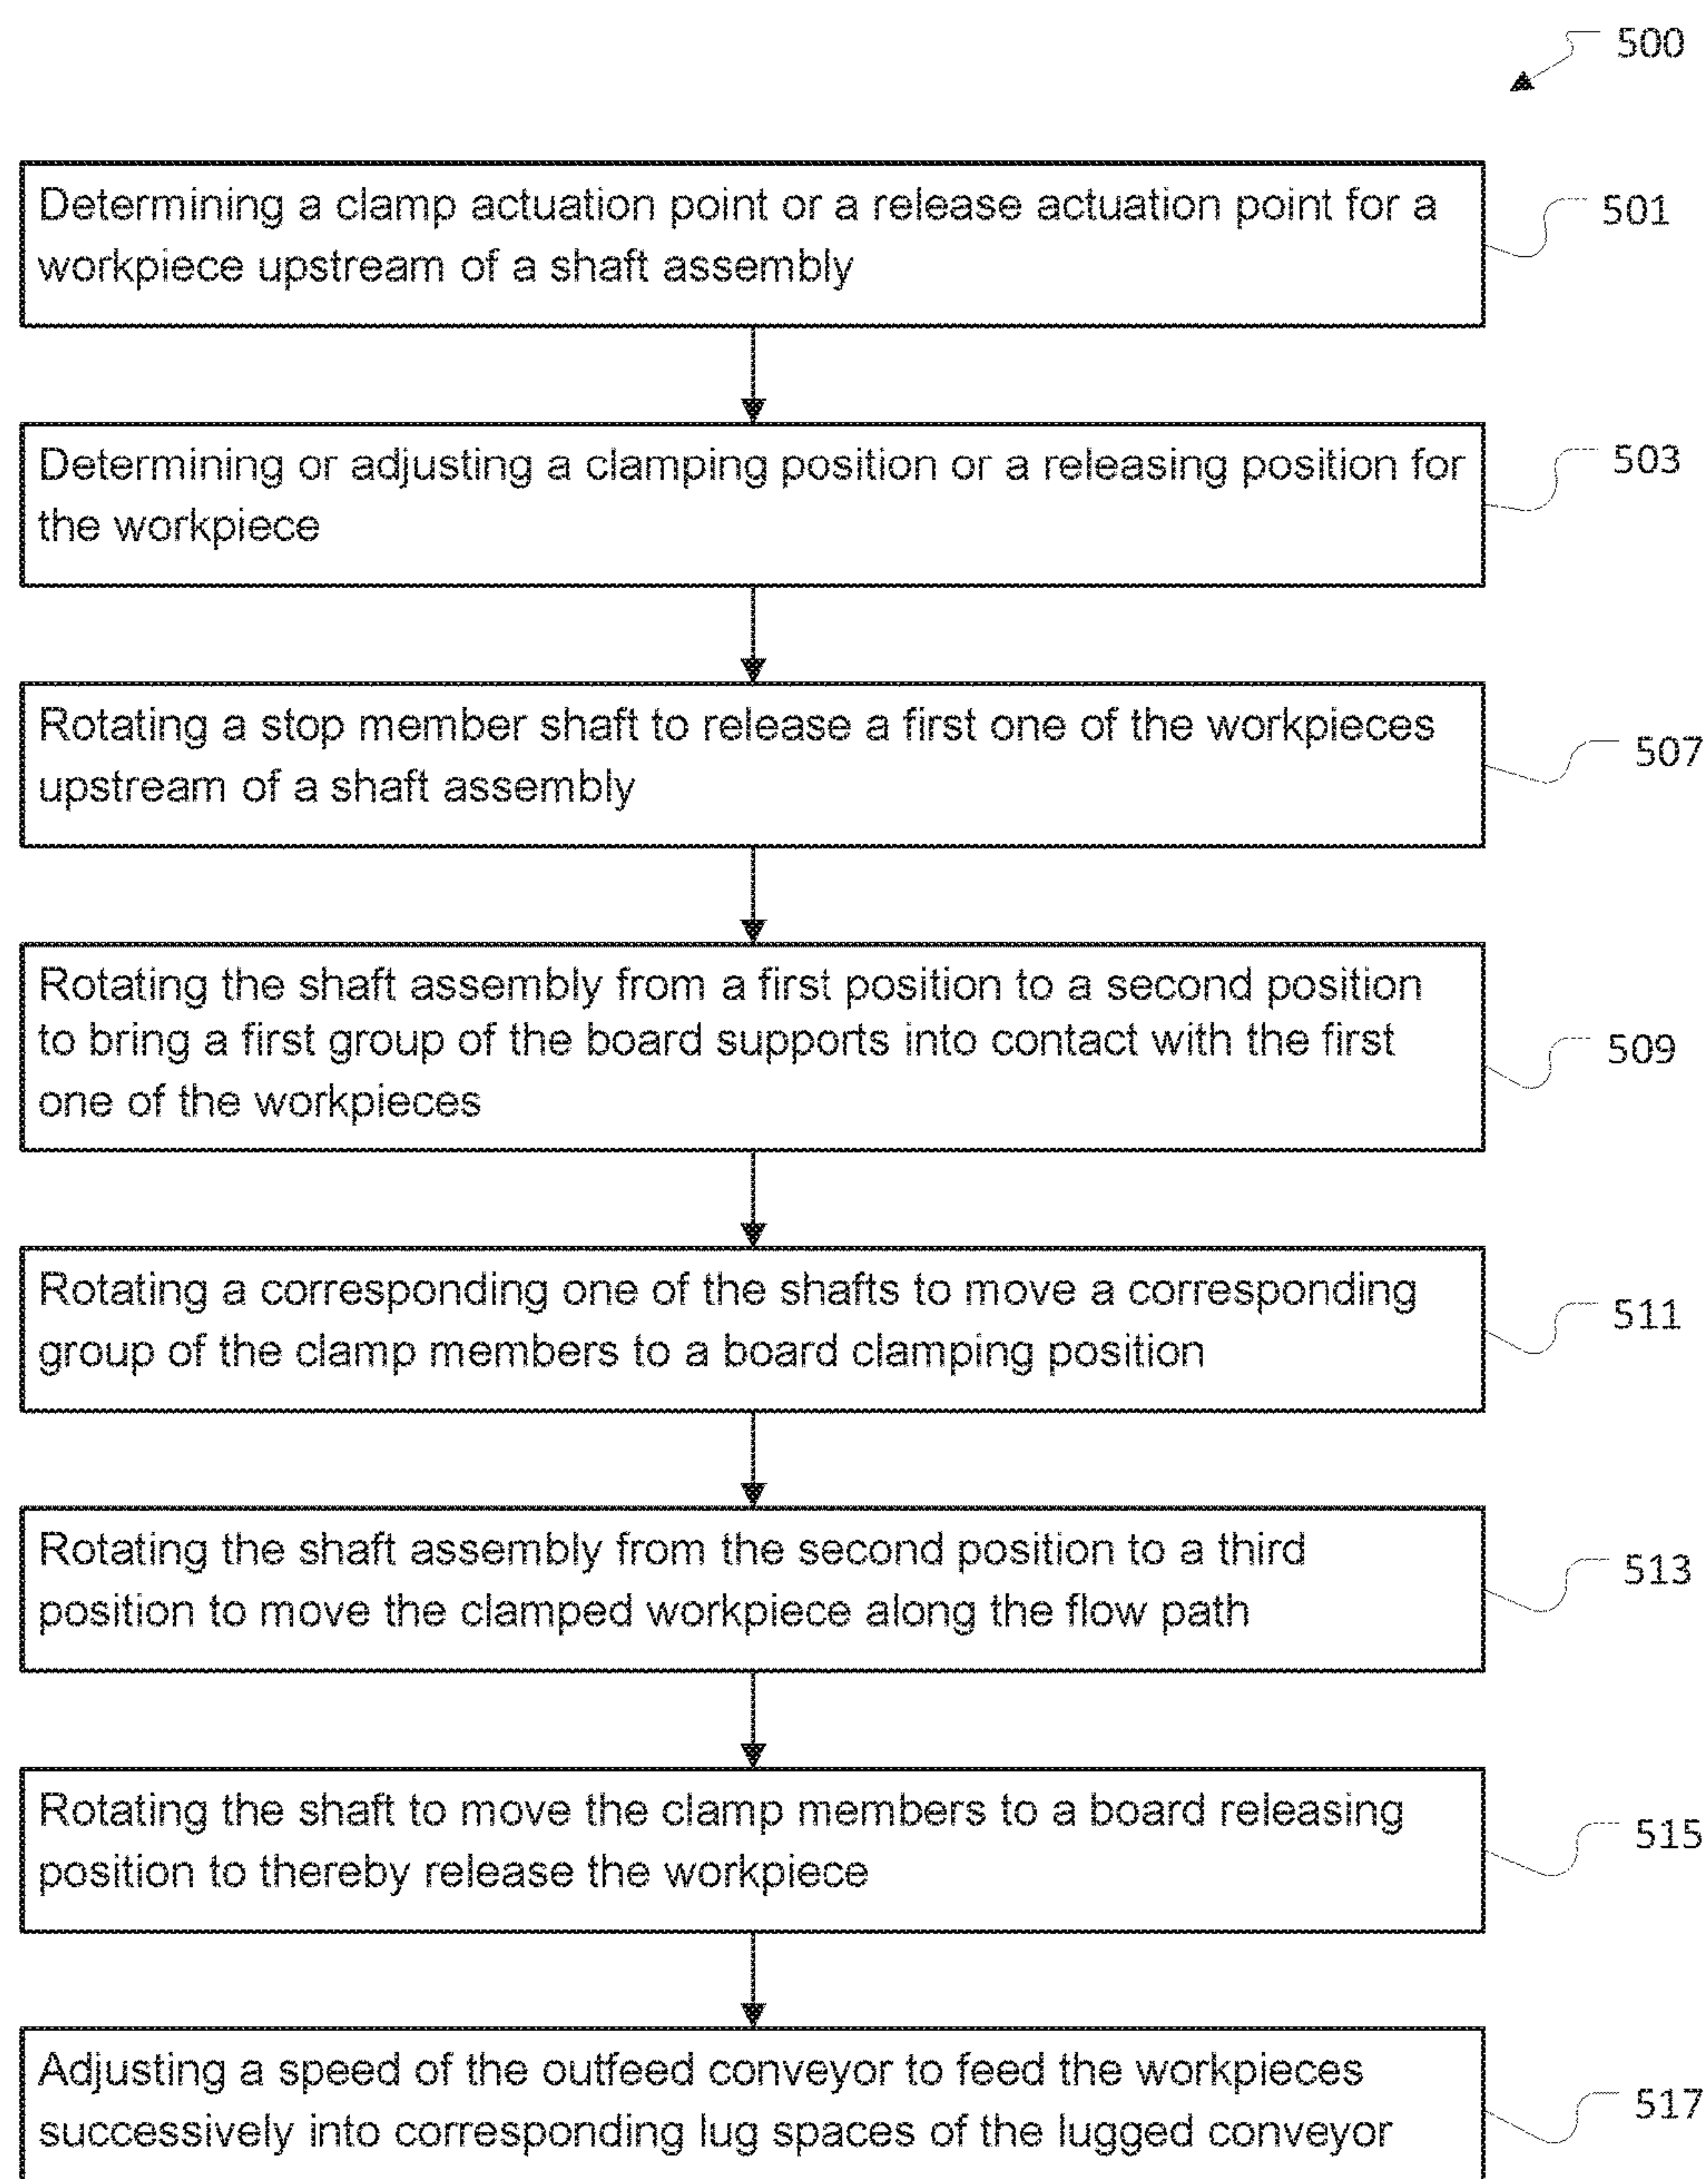 500
Determining a clamp actuation point or a release actuation point for a
workpiece upstream of a shaft assembly
501
Determining or adjusting a clamping position or a releasing position for
the workpiece
503
Rotating a stop member shaft to release a first one of the workpieces
upstream of a shaft assembly
507
Rotating the shaft assembly from a first position to a second position
to bring a first group of the board supports into contact with the first
one of the workpieces
509
Rotating a corresponding one of the shafts to move a corresponding
group of the clamp members to a board clamping position
511
Rotating the shaft assembly from the second position to a third
position to move the clamped workpiece along the flow path
513
Rotating the shaft to move the clamp members to a board releasing
position to thereby release the workpiece
515
Adjusting a speed of the outfeed conveyor to feed the workpieces
successively into corresponding lug spaces of the lugged conveyor
517